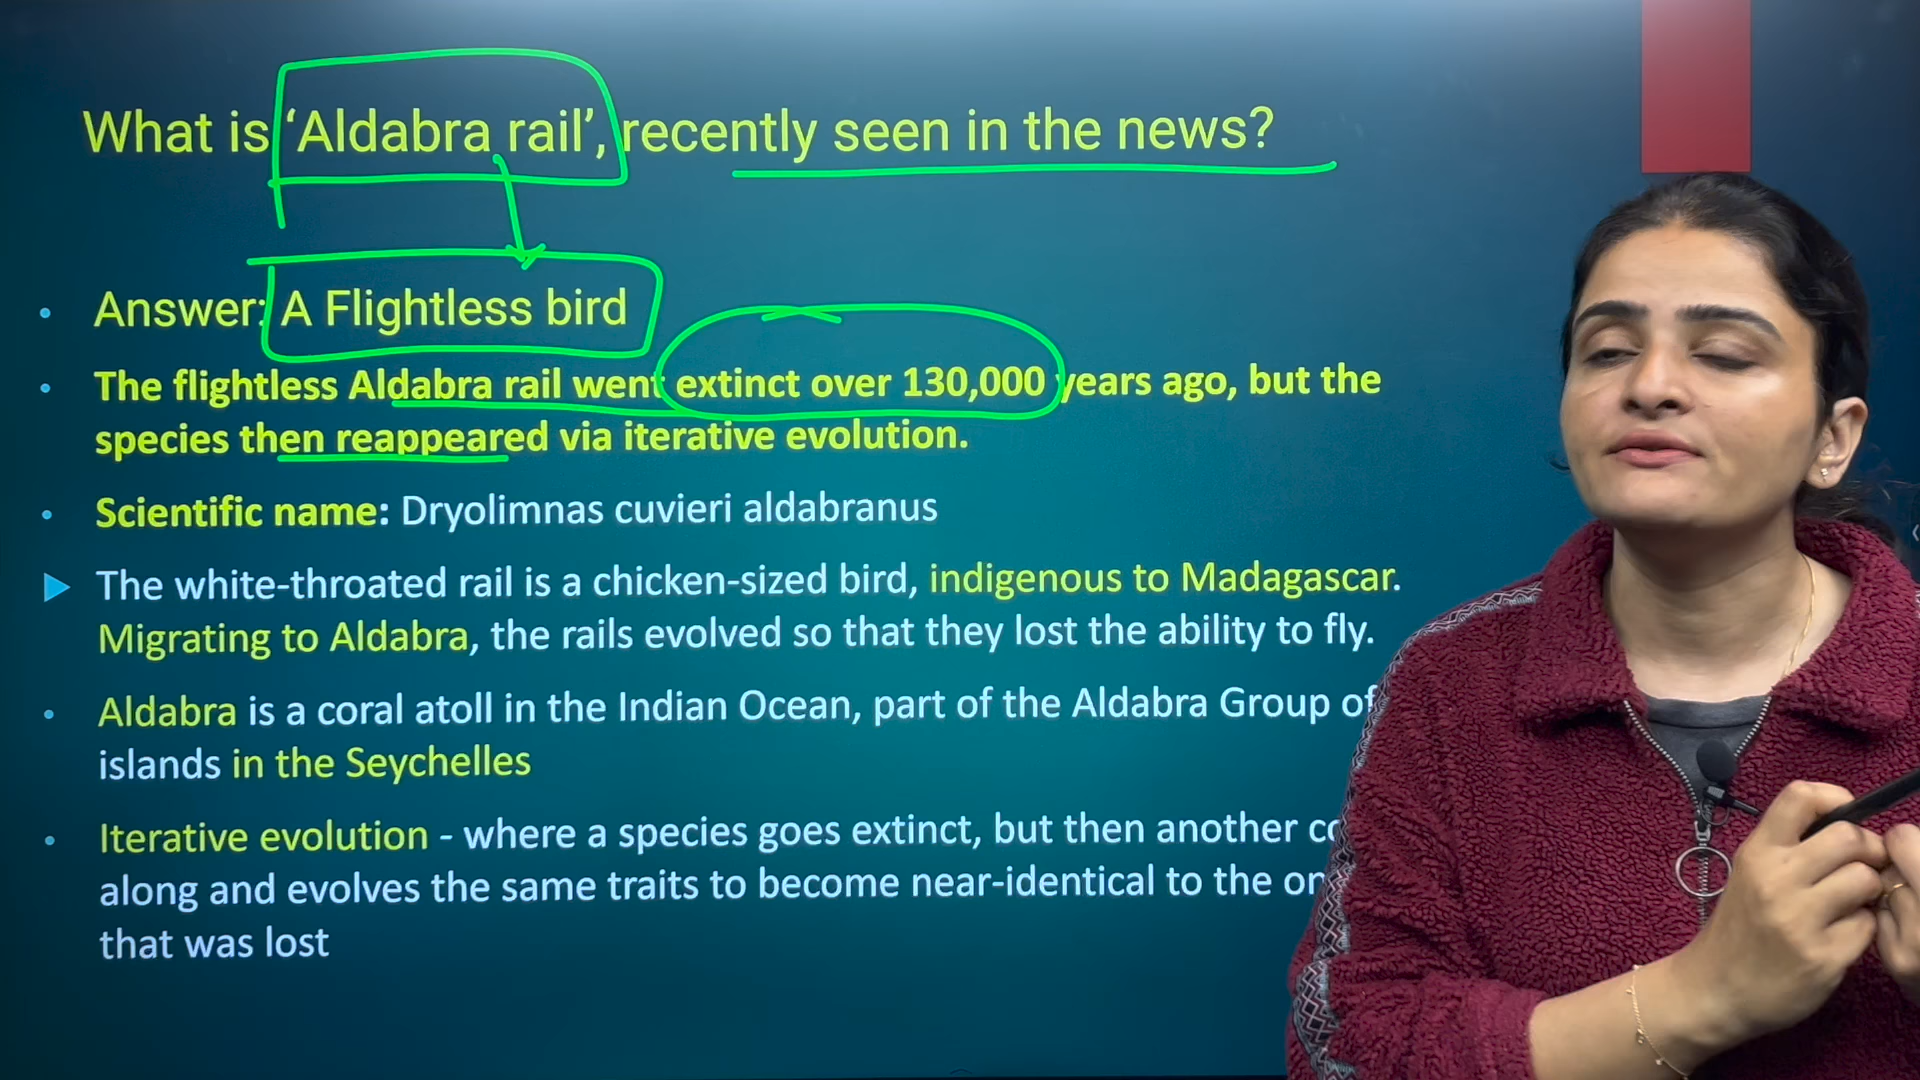 What is ‘Aldabra rail’, recently seen in the news?
Answer: A Flightless bird
The flightless Aldabra rail went extinct over 130,000 years ago, but the
species then reappeared via iterative evolution.
Scientific name: Dryolimnas cuvieri aldabranus
The white-throated rail is a chicken-sized bird, indigenous to Madagascar.
Migrating to Aldabra, the rails evolved so that they lost the ability to fly.
Aldabra is a coral atoll in the Indian Ocean, part of the Aldabra Group of
islands in the Seychelles
Iterative evolution - where a species goes extinct, but then another
along and evolves the same traits to become near-identical to the
that was lost